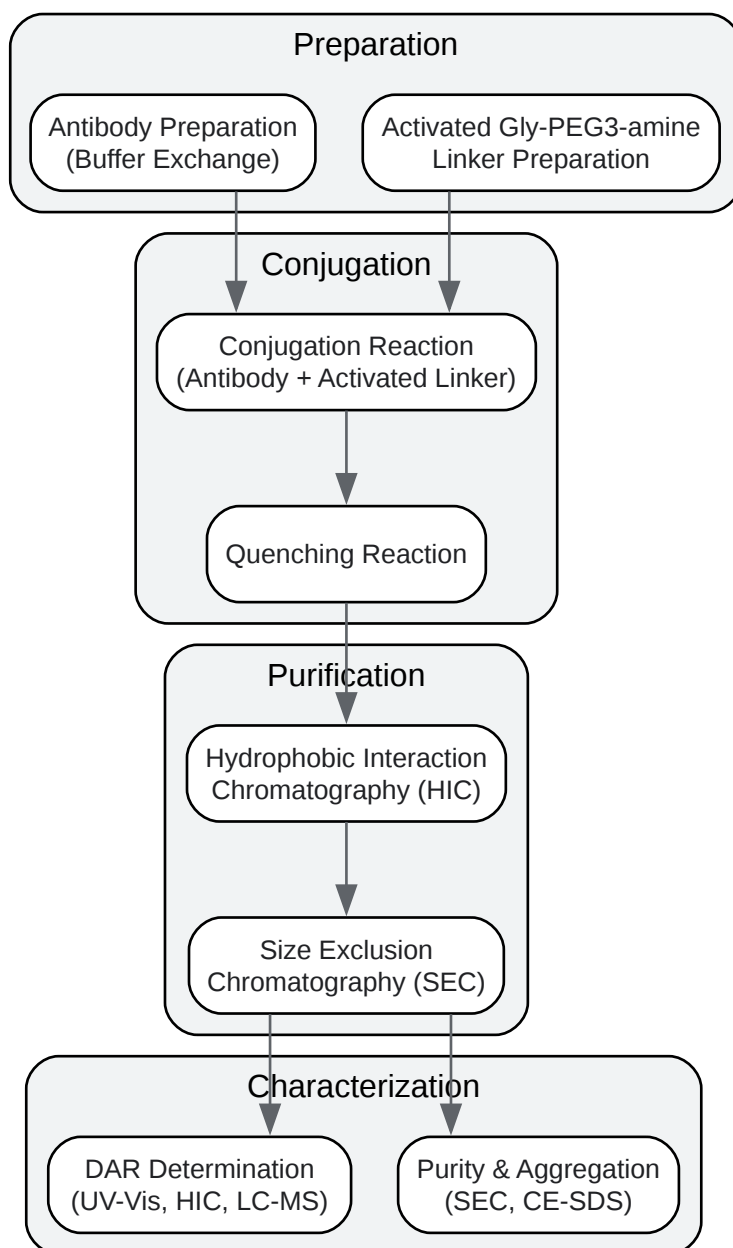 Preparation
Antibody Preparation
(Buffer Exchange)
Activated Gly-PEG3-amine
Linker Preparation
Conjugation
Conjugation Reaction
(Antibody + Activated Linker)
Quenching Reaction
Purification
Hydrophobic Interaction
Chromatography (HIC)
Size Exclusion
Chromatography (SEC)
Characterization
DAR Determination
(UV-Vis, HIC, LC-MS)
Purity & Aggregation
(SEC, CE-SDS)